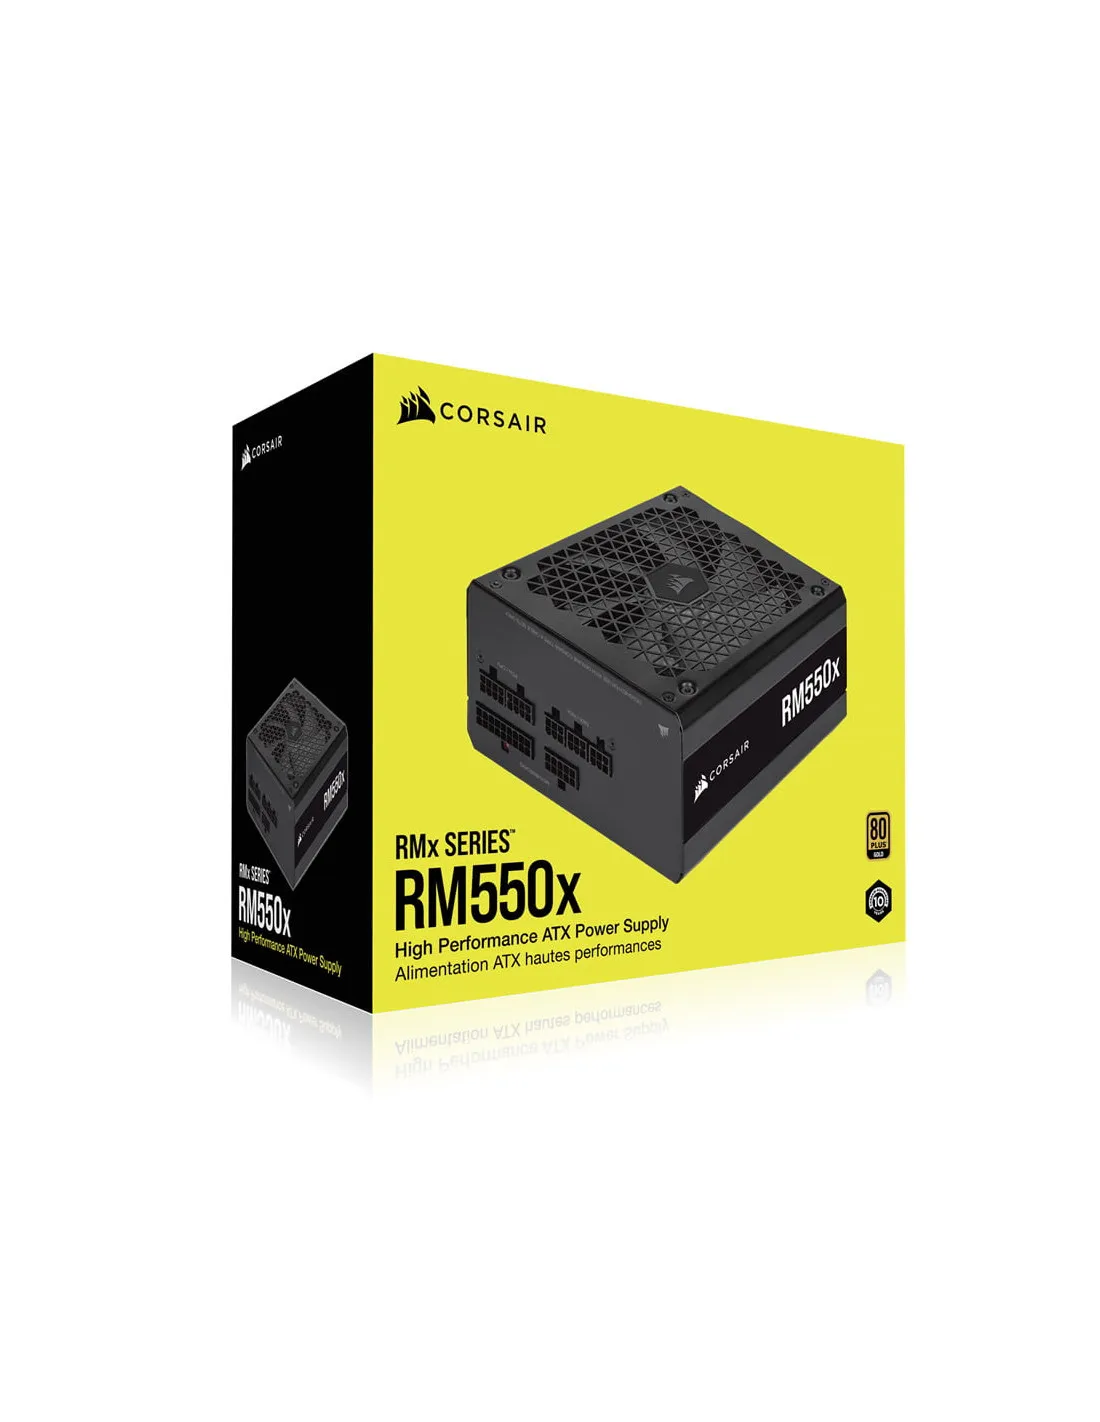 CORSAIR
RMx SERIES™
RM550x
High Performance ATX Power Supply
CORSAIR
RM550x
CORSAIR
RMx SERIES™
RM550x
High Performance ATX Power Supply
Alimentation ATX hautes performances
80
PLUS
GOLD
10
YEARS
RM550x
CORSAIR